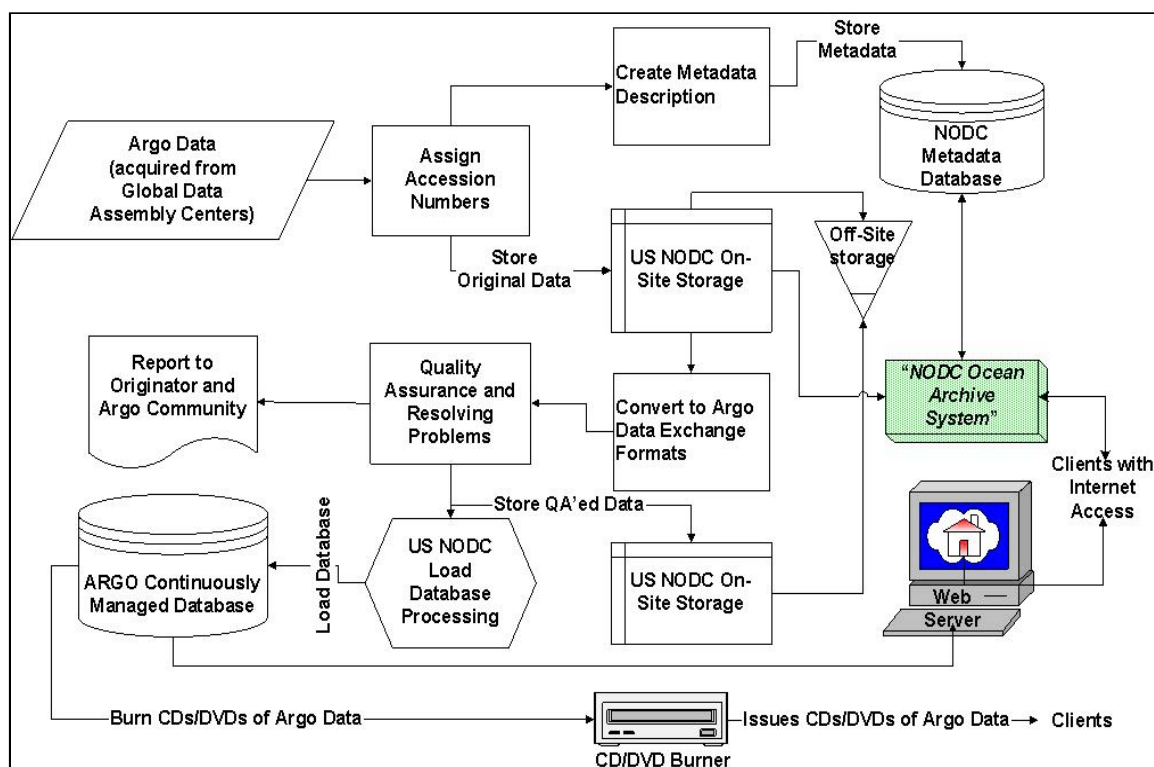 Store
Metadata
Create Metadata
Description
NODC
Metadata
Database
Argo Data
(acquired from
Global Data
Assembly Centers)
Assign
Accession
Numbers
Store
Original Data
US NODC On-
Site Storage
Off-Site
storage
Report to
Originator and
Argo Community
Quality
Assurance and
Resolving
Problems
Convert to Argo
Data Exchange
Formats
“NODC Ocean
Archive
System”
Clients with
Internet
Access
Store QA’ed Data
ARGO Continuously
Managed Database
Load Database
US NODC
Load
Database
Processing
US NODC On-
Site Storage
Web
Server
Burn CDs/DVDs of Argo Data
Issues CDs/DVDs of Argo Data
Clients
CD/DVD Burner